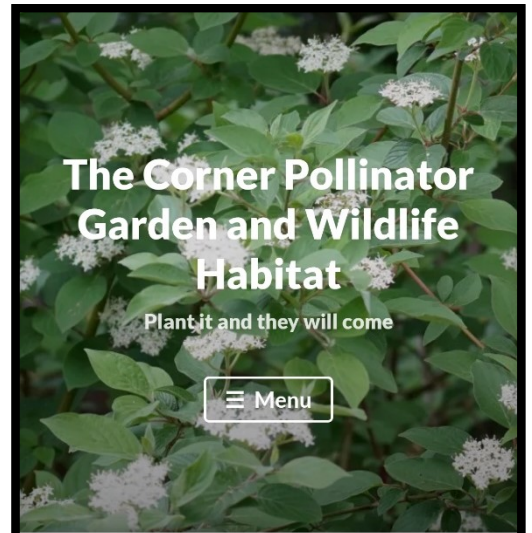 The Corner Pollinator
Garden and Wildlife
Habitat
Plant it and they will come
☰ Menu